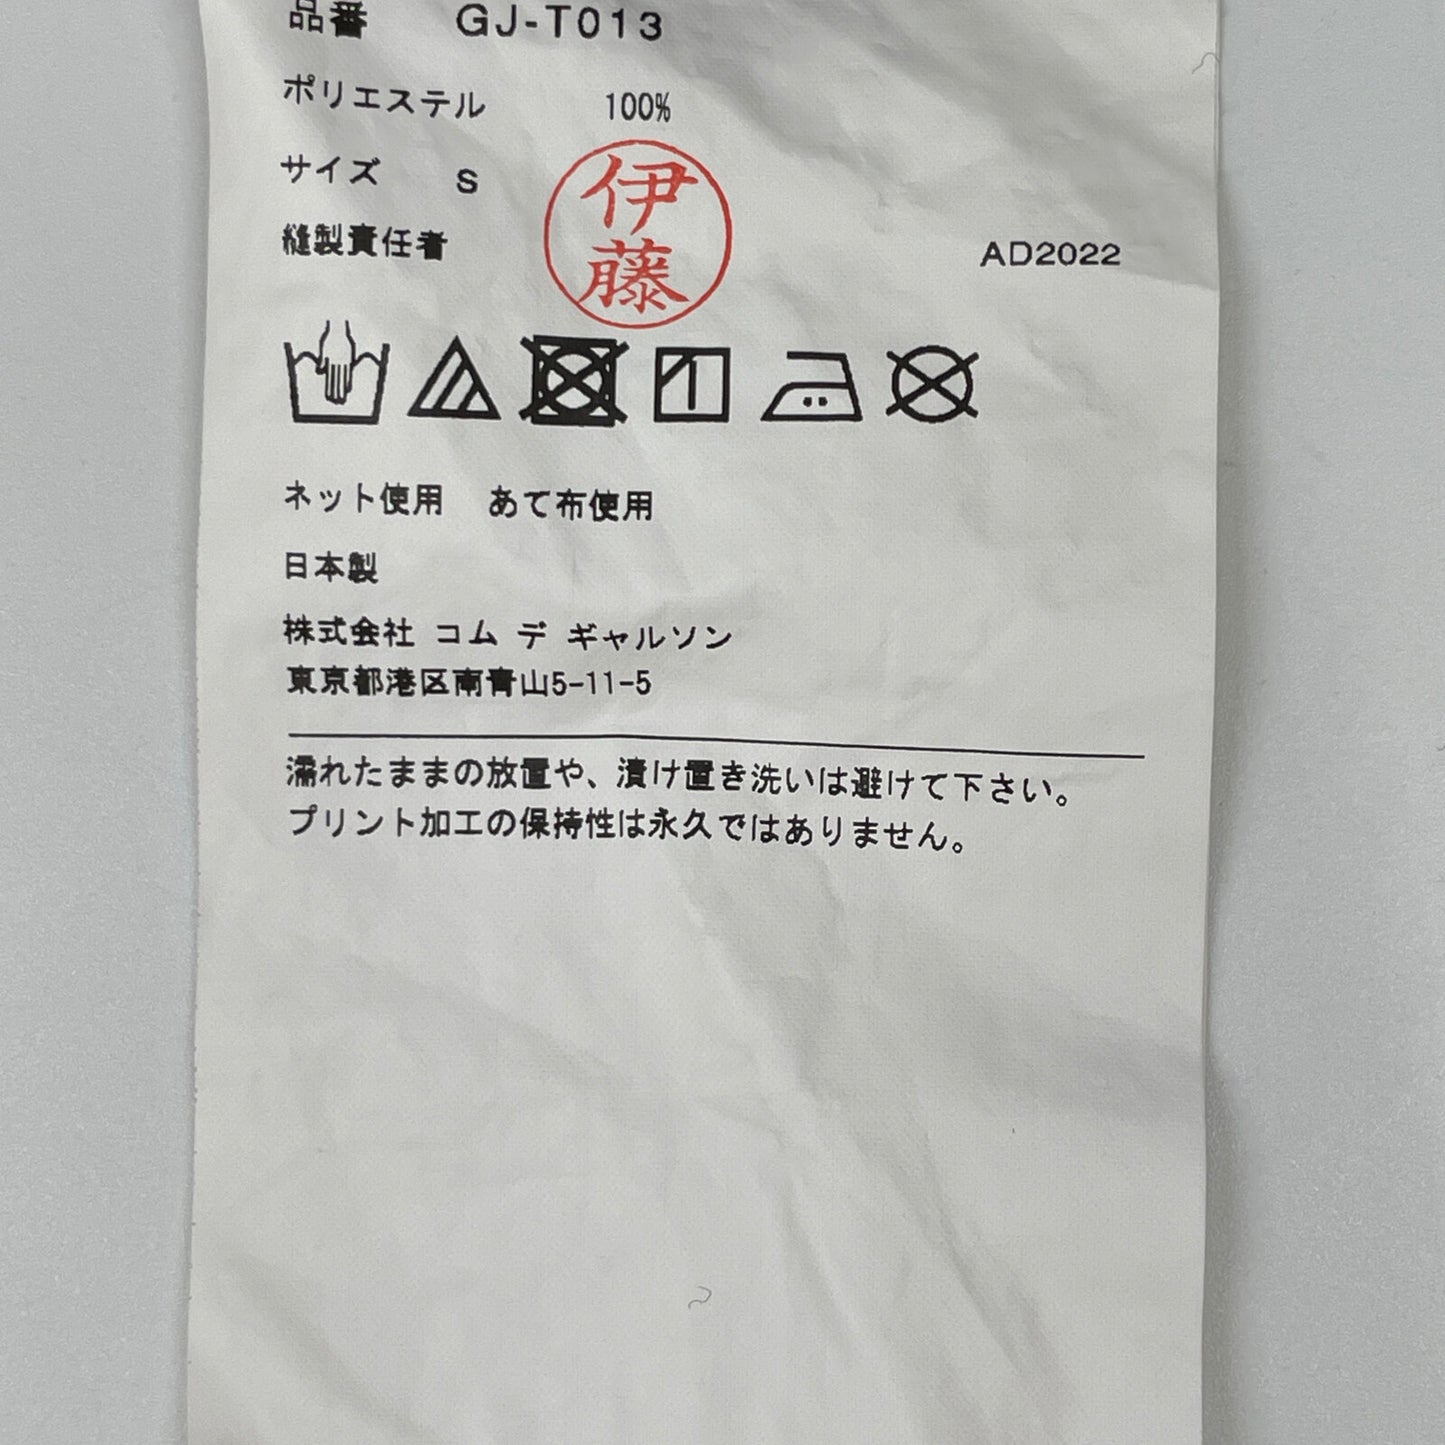 品番 GJ-T013
ポリエステル 100%
サイズ S
縫製責任者 伊藤 AD2022
ネット使用 あて布使用
日本製
株式会社 コム デ ギャルソン
東京都港区南青山5-11-5
濡れたままの放置や、漬け置き洗いは避けて下さい。
プリント加工の保持性は永久ではありません。